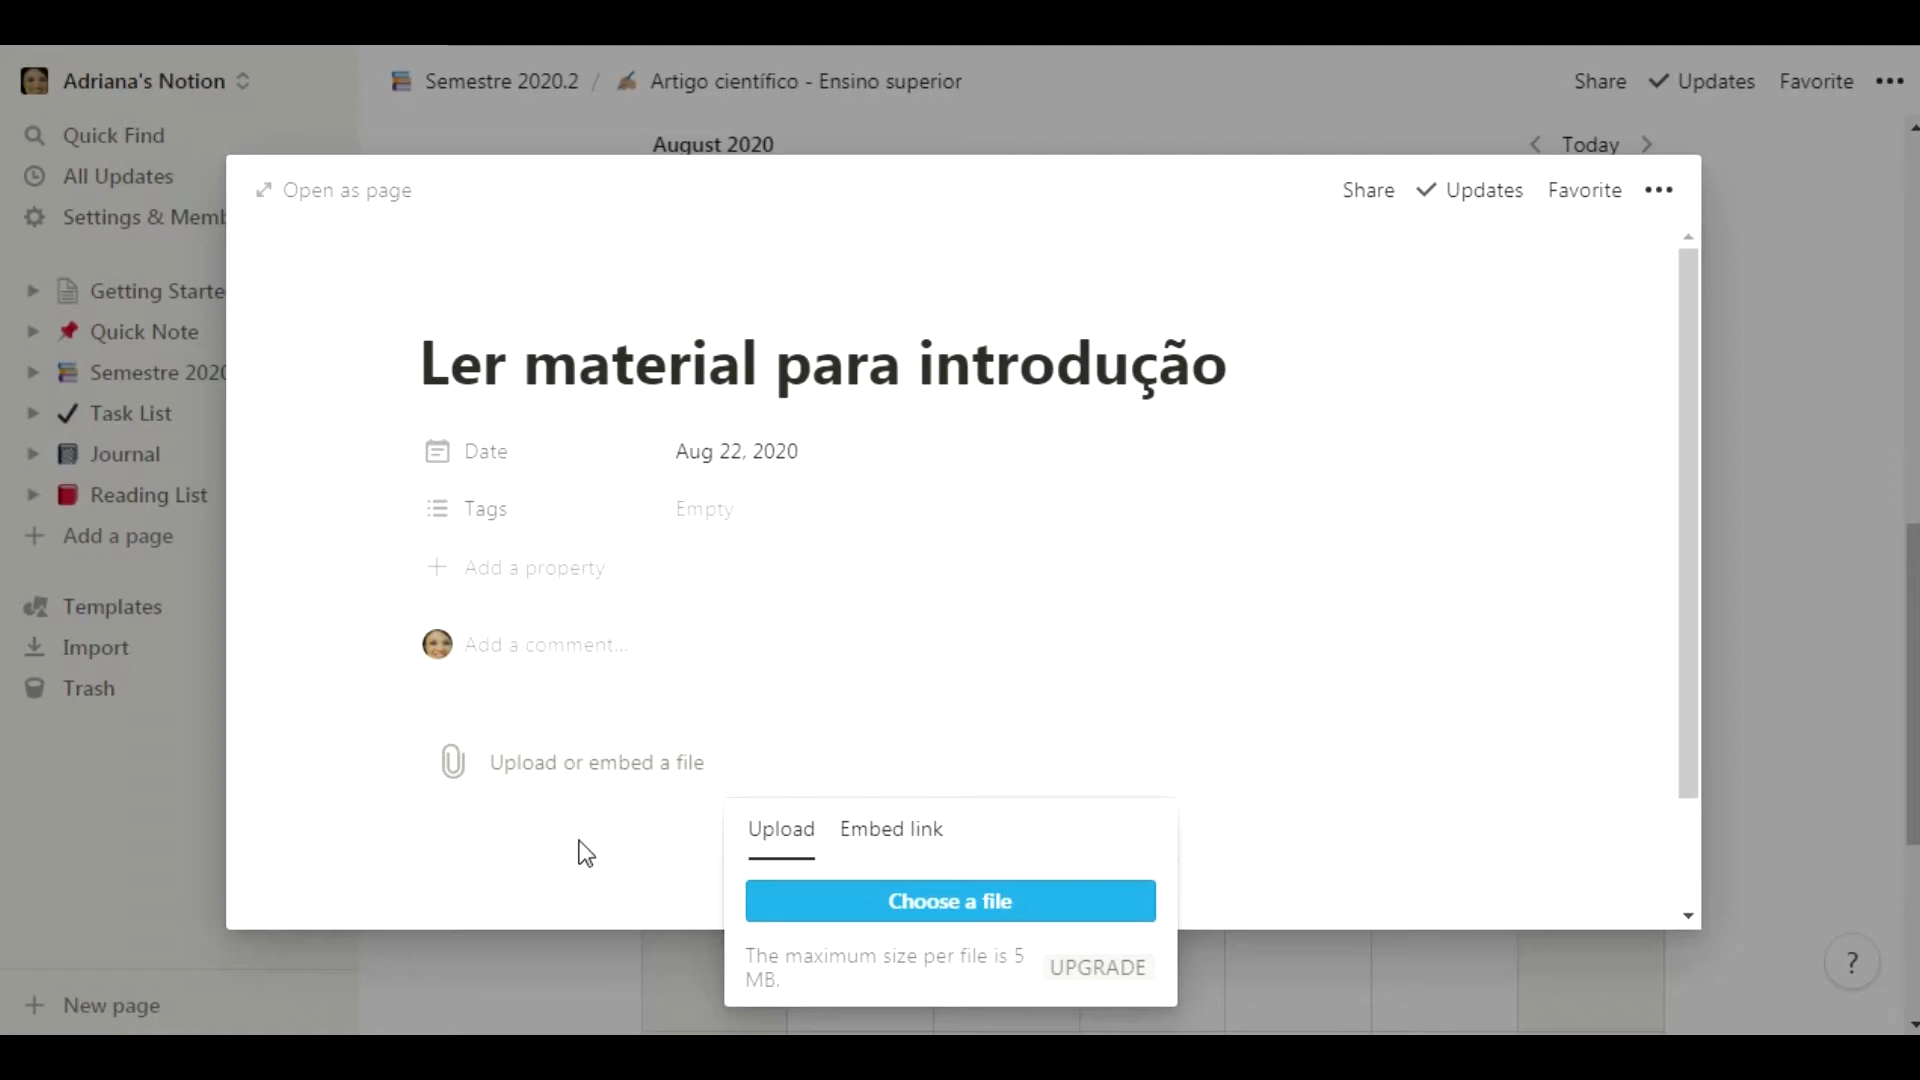 Adriana's Notion
Semestre 2020.2 / Artigo científico - Ensino superior
Share Updates Favorite •••
Quick Find
All Updates
Settings & Memb
Getting Starte
Quick Note
Semestre 2020
Task List
Journal
Reading List
Add a page
Templates
Import
Trash
New page
August 2020
Today
Open as page
Share Updates Favorite •••
Ler material para introdução
Date Aug 22, 2020
Tags Empty
Add a property
Add a comment...
Upload or embed a file
Upload Embed link
Choose a file
The maximum size per file is 5
MB.
UPGRADE
?